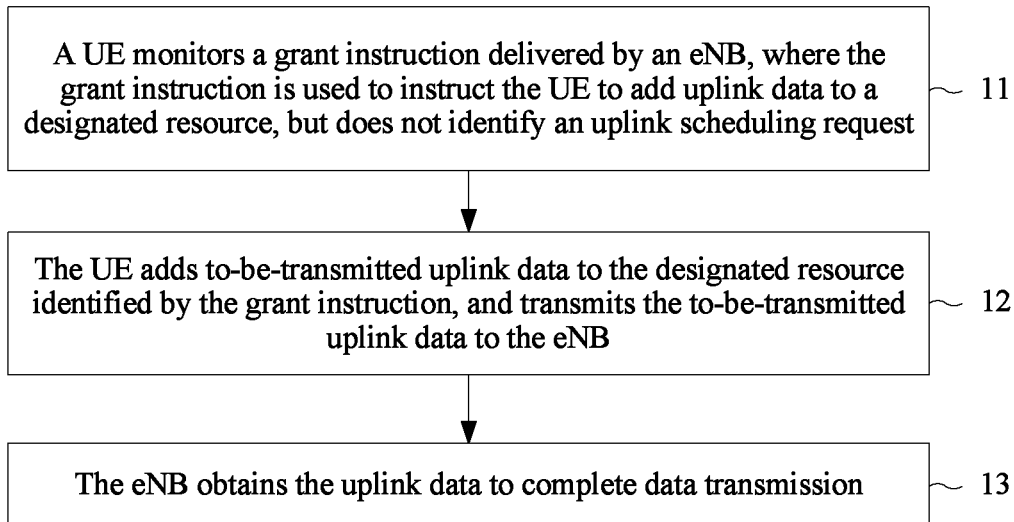 A UE monitors a grant instruction delivered by an eNB, where the
grant instruction is used to instruct the UE to add uplink data to a
designated resource, but does not identify an uplink scheduling request
11
The UE adds to-be-transmitted uplink data to the designated resource
identified by the grant instruction, and transmits the to-be-transmitted
uplink data to the eNB
12
The eNB obtains the uplink data to complete data transmission
13